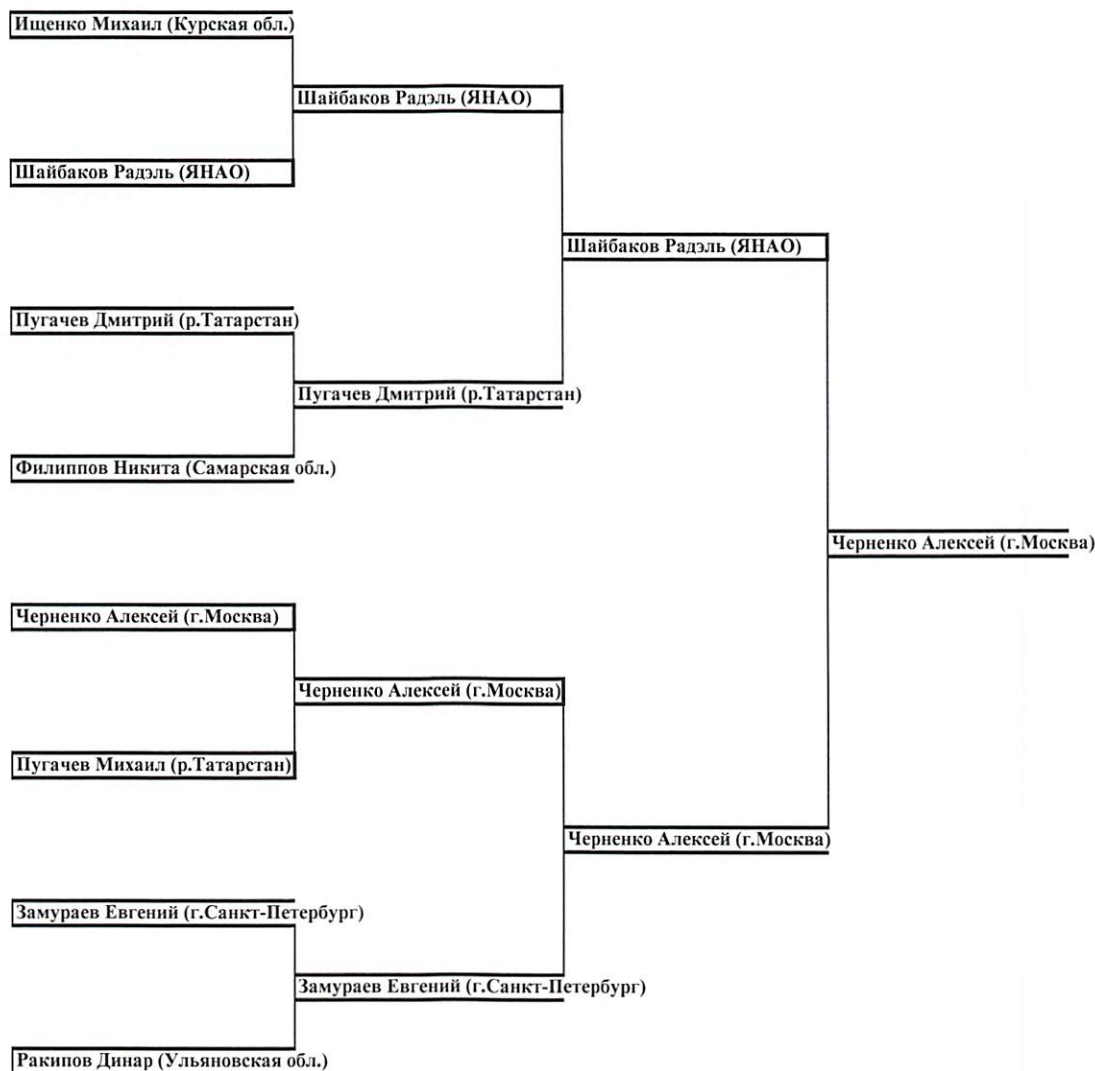 Ищенко Михаил (Курская обл.)
Шайбаков Радэль (ЯНАО)
Шайбаков Радэль (ЯНАО)
Шайбаков Радэль (ЯНАО)
Пугачев Дмитрий (р.Татарстан)
Пугачев Дмитрий (р.Татарстан)
Филиппов Никита (Самарская обл.)
Черненко Алексей (г.Москва)
Черненко Алексей (г.Москва)
Черненко Алексей (г.Москва)
Пугачев Михаил (р.Татарстан)
Черненко Алексей (г.Москва)
Замураев Евгений (г.Санкт-Петербург)
Замураев Евгений (г.Санкт-Петербург)
Ракипов Динар (Ульяновская обл.)